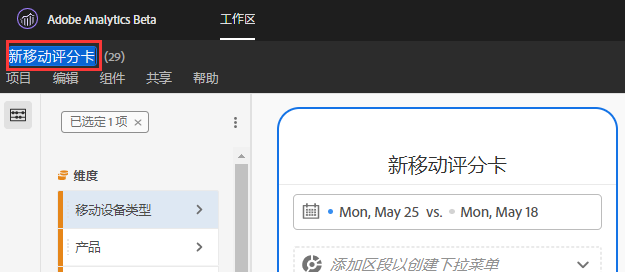 Adobe Analytics Beta 工作区
新移动评分卡 (29)
项目 编辑 组件 共享 帮助
已选定 1 项 ×
维度
移动设备类型
产品
新移动评分卡
Mon, May 25 vs. Mon, May 18
添加区段以创建下拉菜单